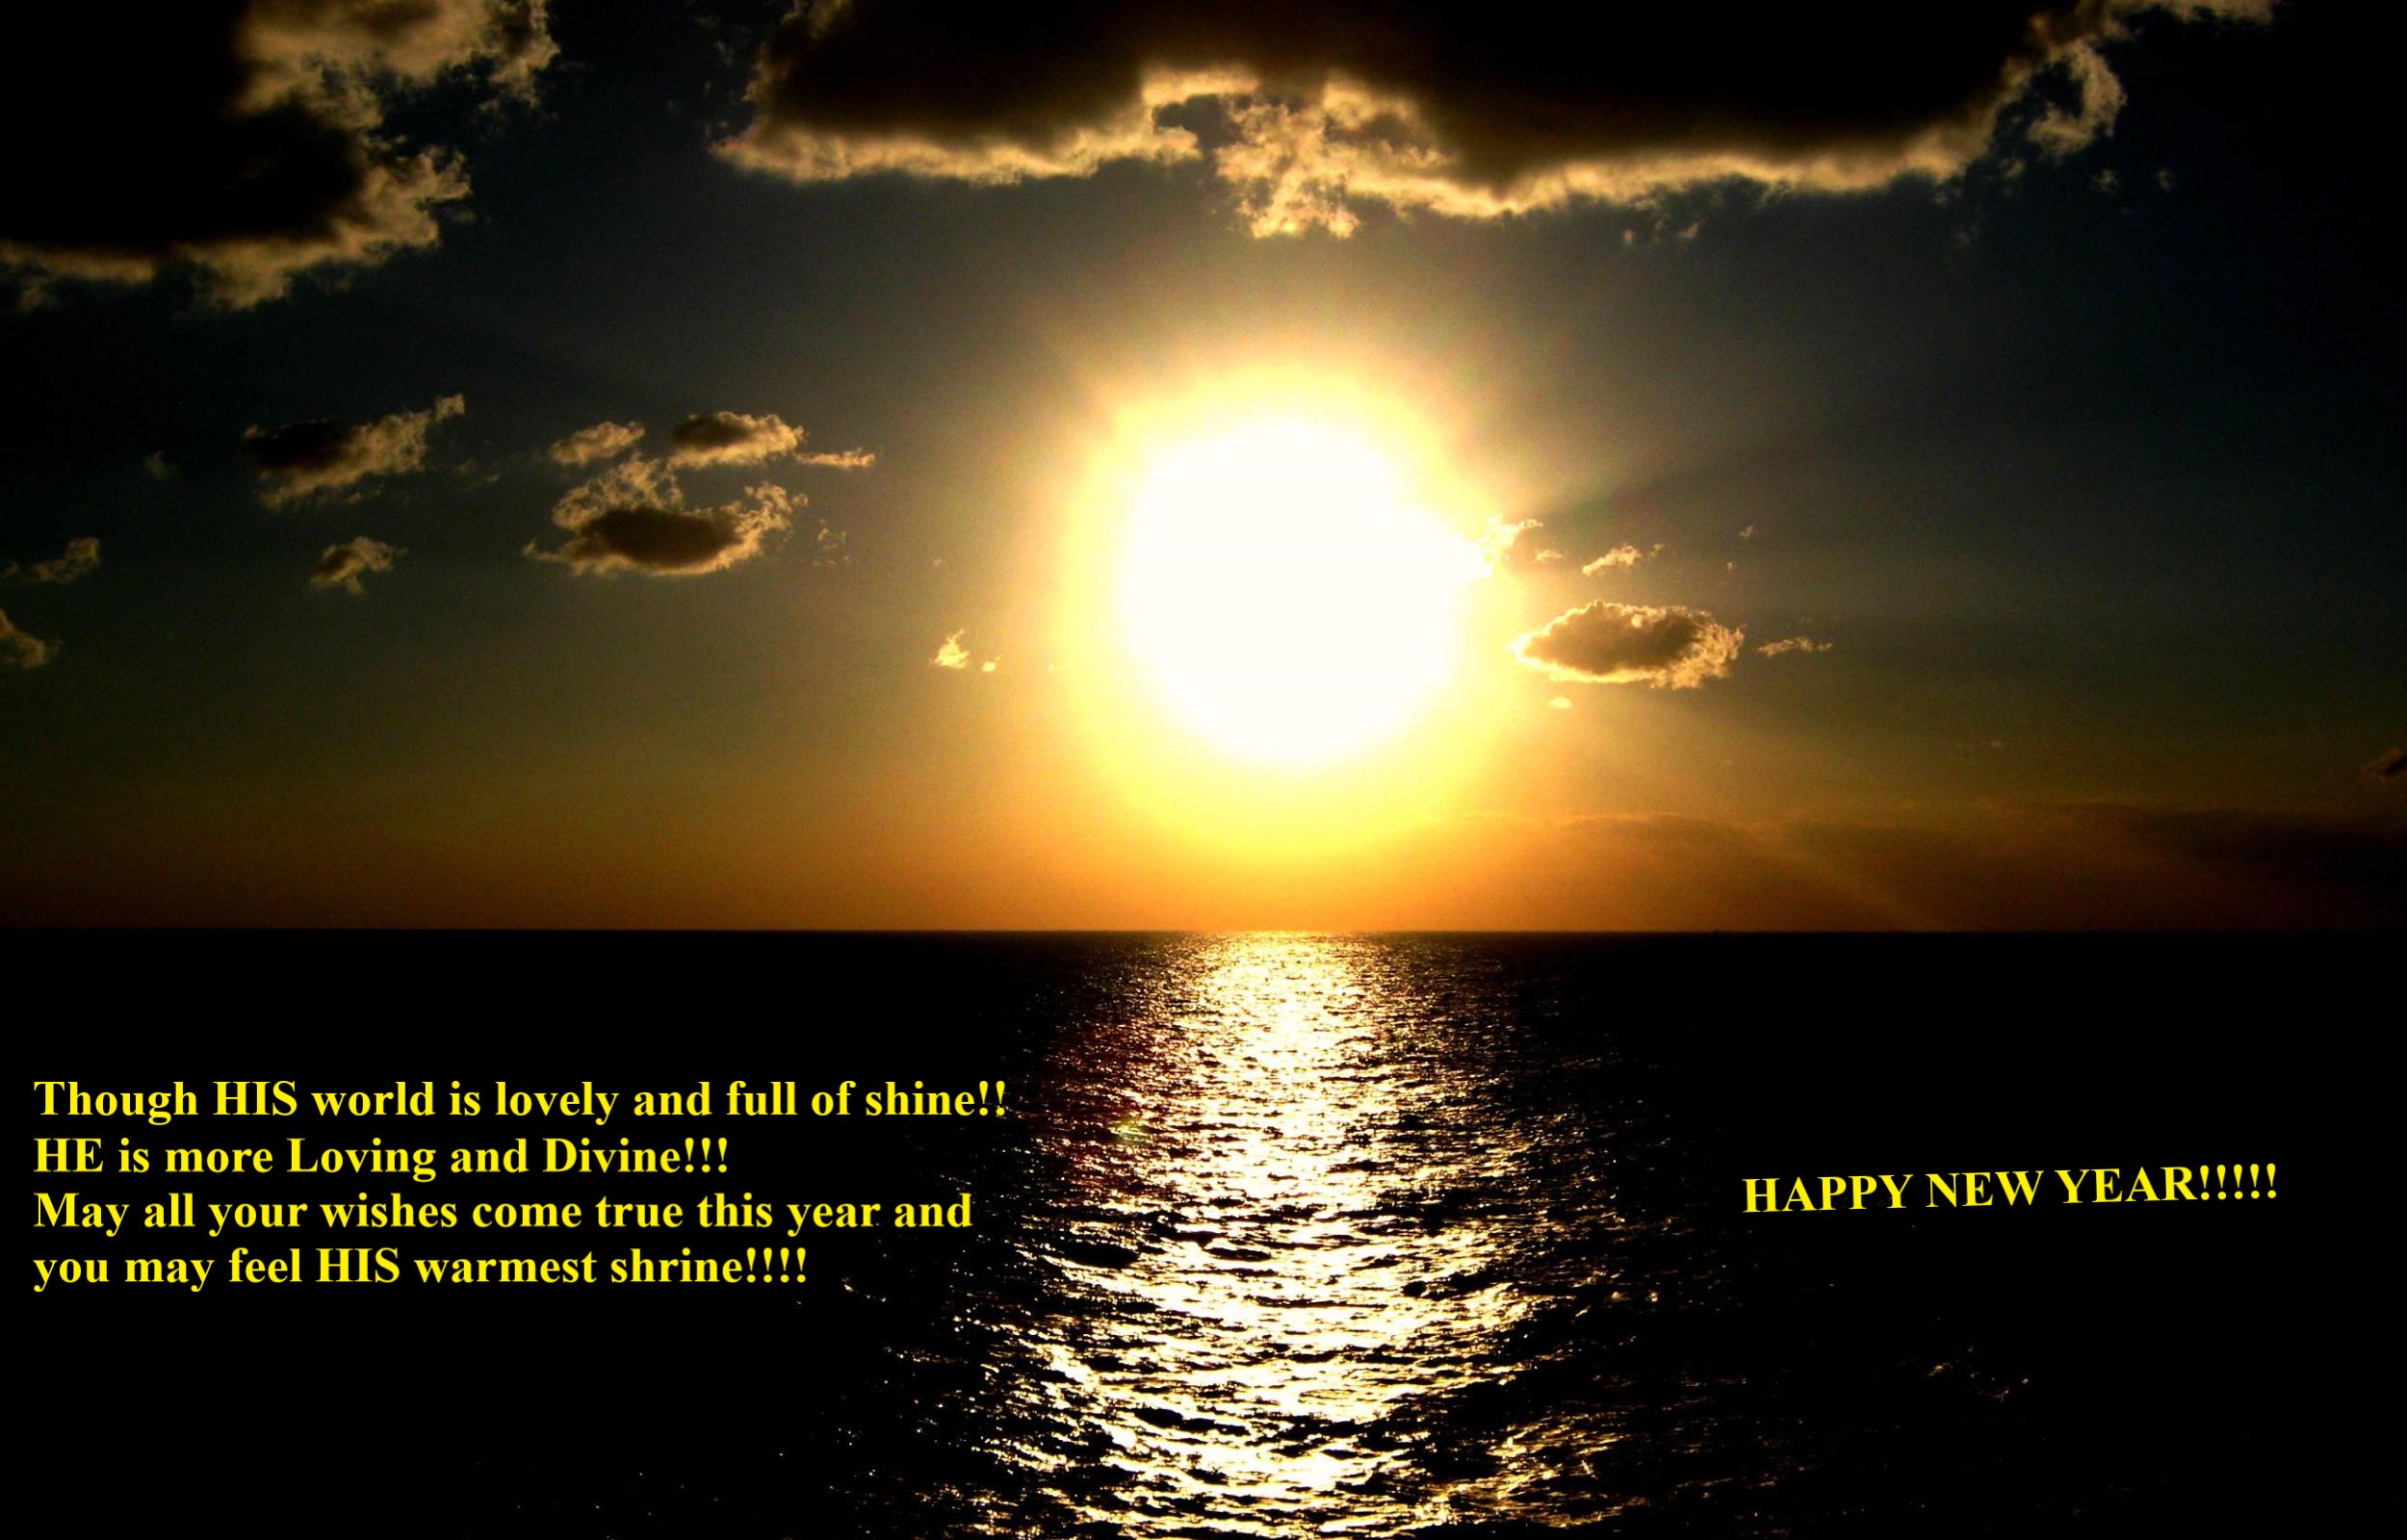 Though HIS world is lovely and full of shine!!
HE is more Loving and Divine!!!
May all your wishes come true this year and
you may feel HIS warmest shrine!!!!
HAPPY NEW YEAR!!!!!